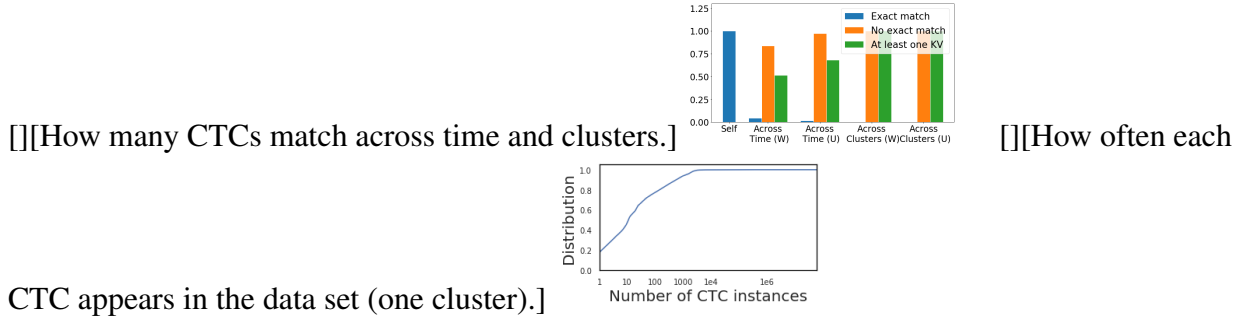 1.25
1.00
0.75
0.50
0.25
0.00
Exact match
No exact match
At least one KV
Self
Across Time (W)
Across Time (U)
Across Clusters (W)
Across Clusters (U)
[][How many CTCs match across time and clusters.]
[][How often each
1.0
0.8
0.6
0.4
0.2
0.0
Distribution
1 10 100 1000 1e4 1e6
Number of CTC instances
CTC appears in the data set (one cluster).]